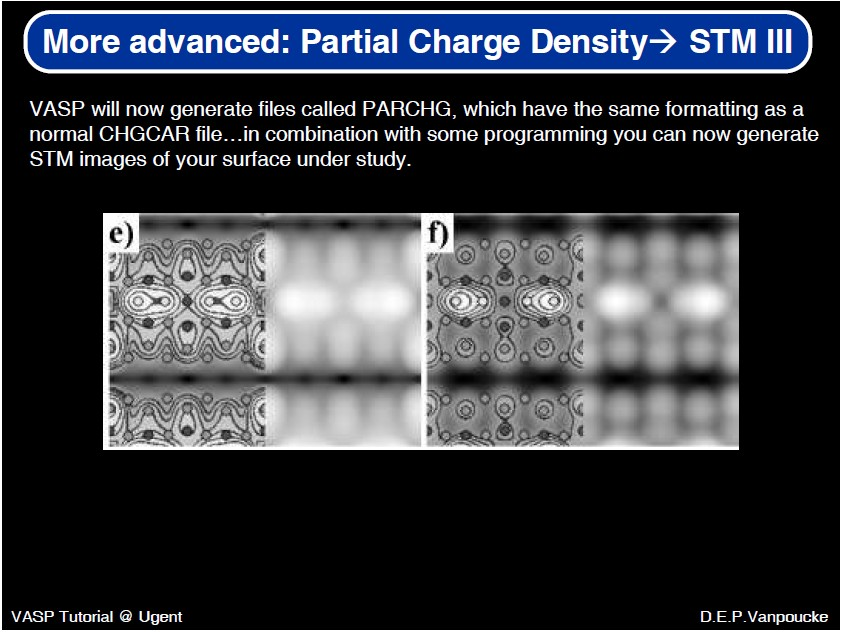 More advanced: Partial Charge Density→ STM III
VASP will now generate files called PARCHG, which have the same formatting as a
normal CHGCAR file…in combination with some programming you can now generate
STM images of your surface under study.
e) f)
VASP Tutorial @ Ugent D.E.P.Vanpoucke